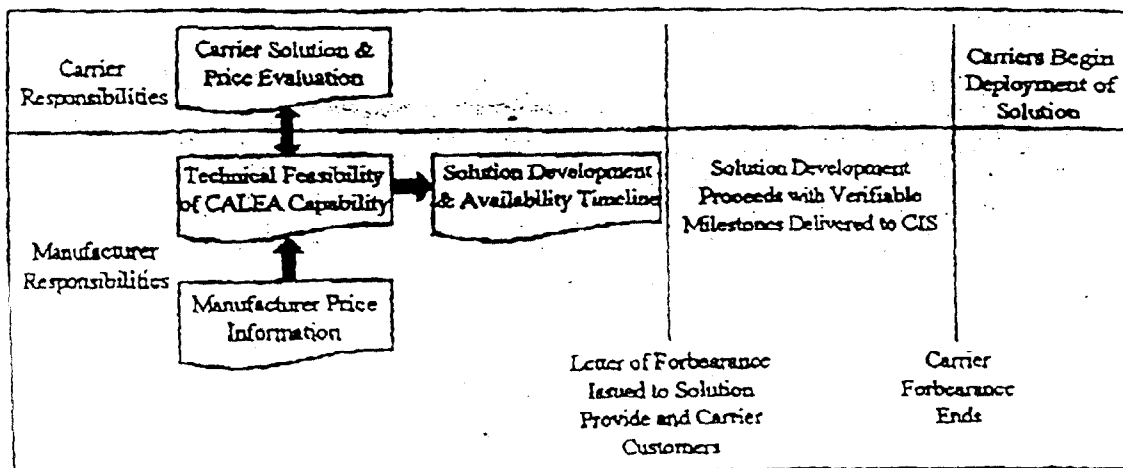 Carrier
Responsibilities
Carrier Solution &
Price Evaluation
Carriers Begin
Deployment of
Solution
Manufacturer
Responsibilities
Technical Feasibility
of CALEA Capability
Solution Development
& Availability Timeline
Solution Development
Proceeds with Verifiable
Milestones Delivered to CIS
Manufacturer Price
Information
Letter of Forbearance
Issued to Solution
Provide and Carrier
Customers
Carrier
Forbearance
Ends